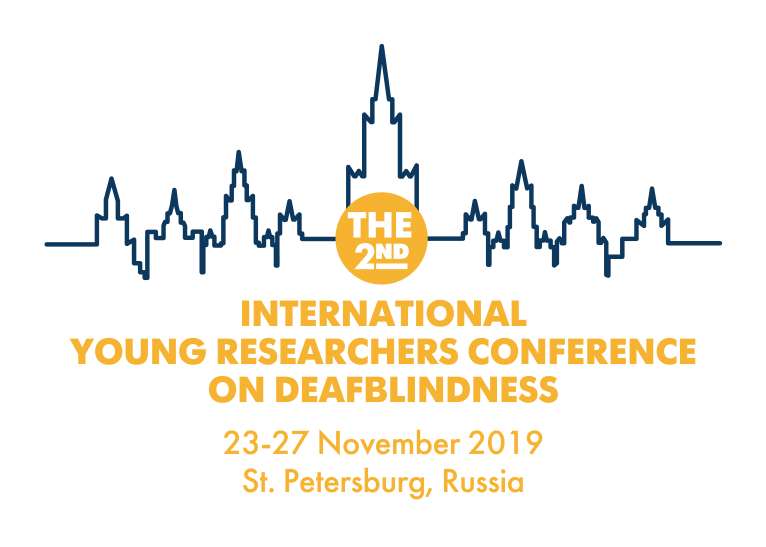 THE
2ND
INTERNATIONAL
YOUNG RESEARCHERS CONFERENCE
ON DEAFBLINDNESS
23-27 November 2019
St. Petersburg, Russia